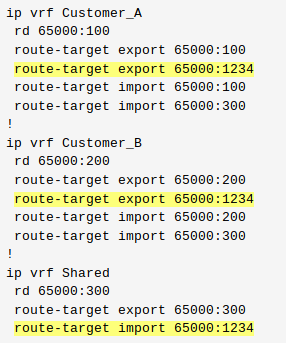 ip vrf Customer_A
 rd 65000:100
 route-target export 65000:100
 route-target export 65000:1234
 route-target import 65000:100
 route-target import 65000:300
!
ip vrf Customer_B
 rd 65000:200
 route-target export 65000:200
 route-target export 65000:1234
 route-target import 65000:200
 route-target import 65000:300
!
ip vrf Shared
 rd 65000:300
 route-target export 65000:300
 route-target import 65000:1234